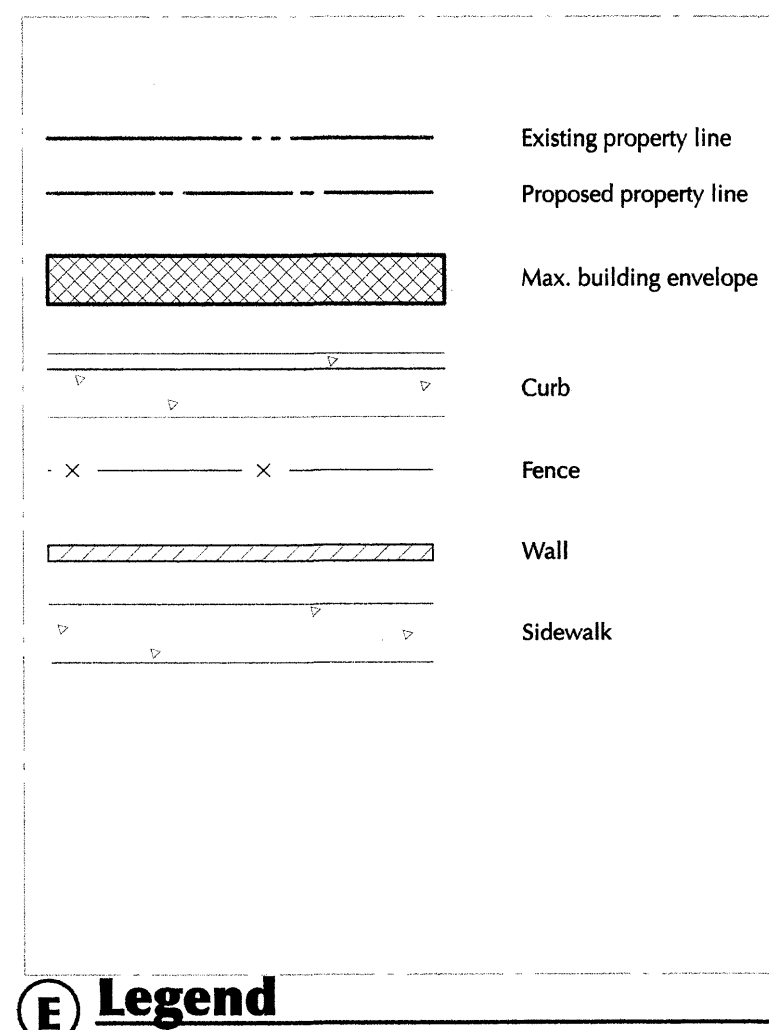 Existing property line
Proposed property line
Max. building envelope
Curb
Fence
Wall
Sidewalk
E Legend